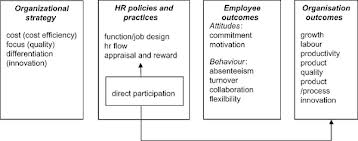 Organizational
strategy
cost (cost efficiency)
focus (quality)
differentiation
(innovation)
HR policies and
practices
function/job design
hr flow
appraisal and reward
direct participation
Employee
outcomes
Attitudes:
commitment
motivation
Behaviour:
absenteeism
turnover
collaboration
flexilbility
Organisation
outcomes
growth
labour
productivity
product
quality
product
/process
innovation